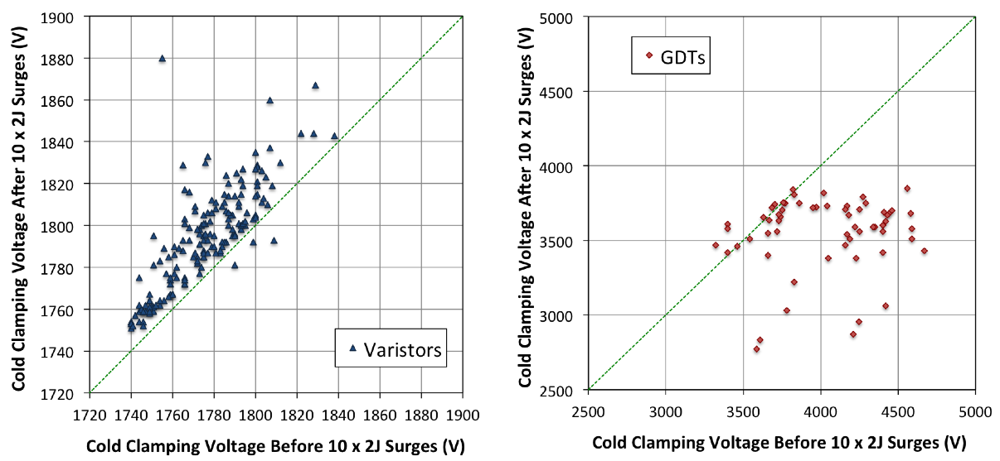 Cold Clamping Voltage After 10 x 2J Surges (V)
1900
1880
1860
1840
1820
1800
1780
1760
1740
1720
Varistors
1720 1740 1760 1780 1800 1820 1840 1860 1880 1900
Cold Clamping Voltage Before 10 x 2J Surges (V)
Cold Clamping Voltage After 10 x 2J Surges (V)
5000
4500
4000
3500
3000
2500
GDTs
2500 3000 3500 4000 4500 5000
Cold Clamping Voltage Before 10 x 2J Surges (V)